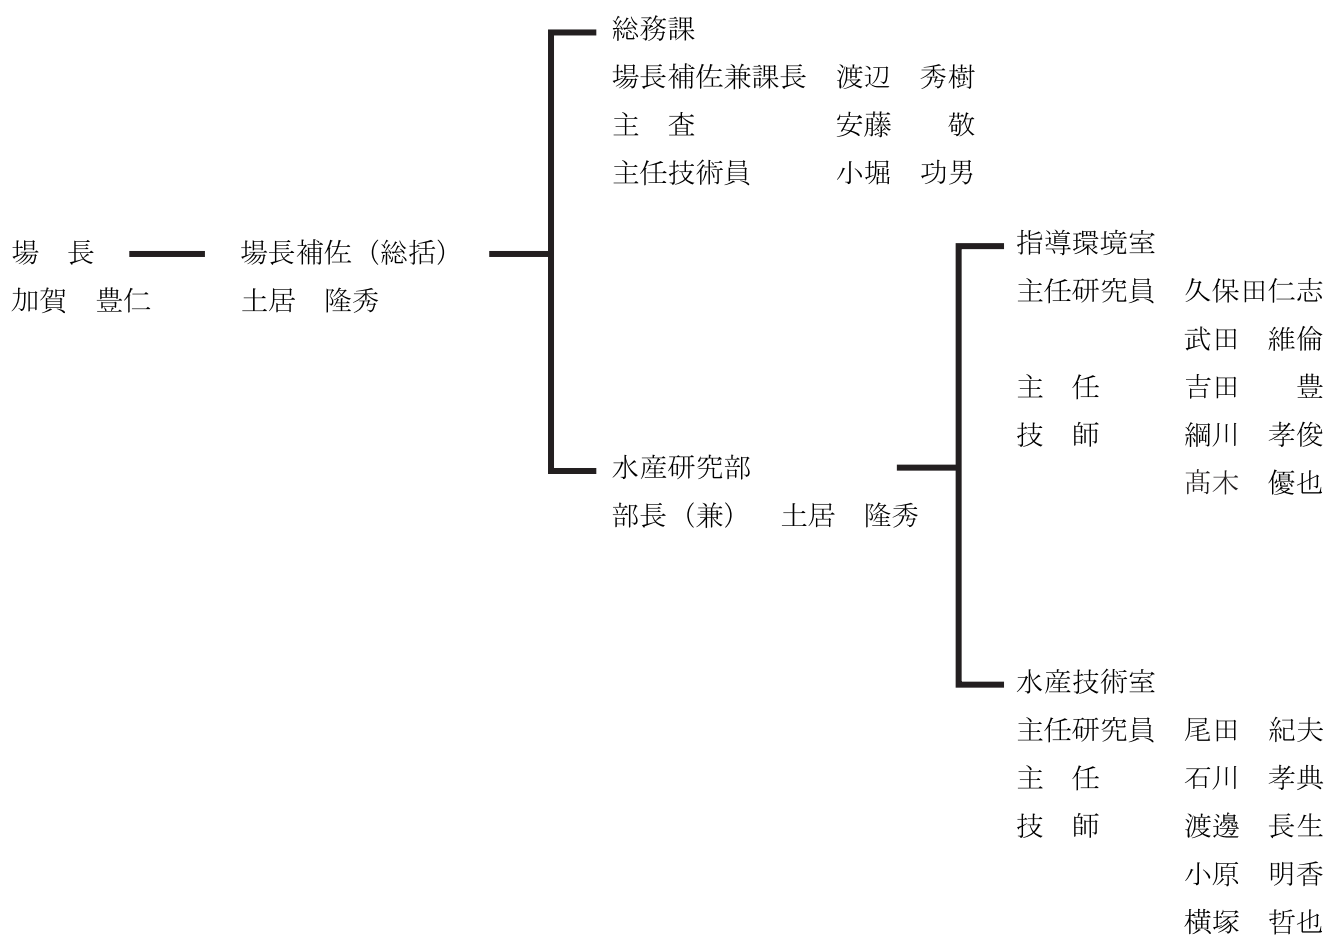 場　長
加賀　豊仁
場長補佐（総括）
土居　隆秀
総務課
場長補佐兼課長　渡辺　秀樹
主　査　安藤　　敬
主任技術員　小堀　功男
水産研究部
部長（兼）　土居　隆秀
指導環境室
主任研究員　久保田仁志
武田　維倫
主　任　吉田　　豊
技　師　綱川　孝俊
髙木　優也
水産技術室
主任研究員　尾田　紀夫
主　任　石川　孝典
技　師　渡邊　長生
小原　明香
横塚　哲也